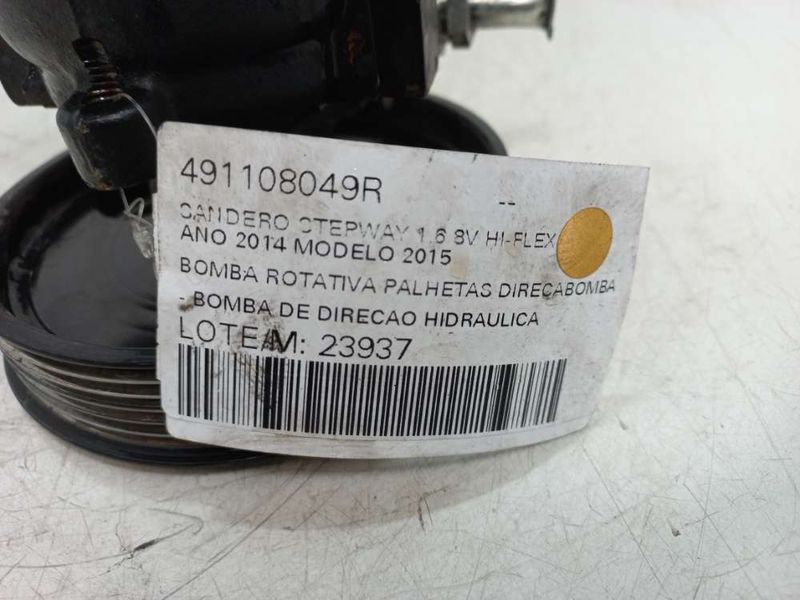 491108049R --
SANDERO STEPWAY 1.6 8V HI-FLEX
ANO 2014 MODELO 2015
BOMBA ROTATIVA PALHETAS DIRECABOMBA
- BOMBA DE DIRECAO HIDRAULICA
LOTE/M: 23937